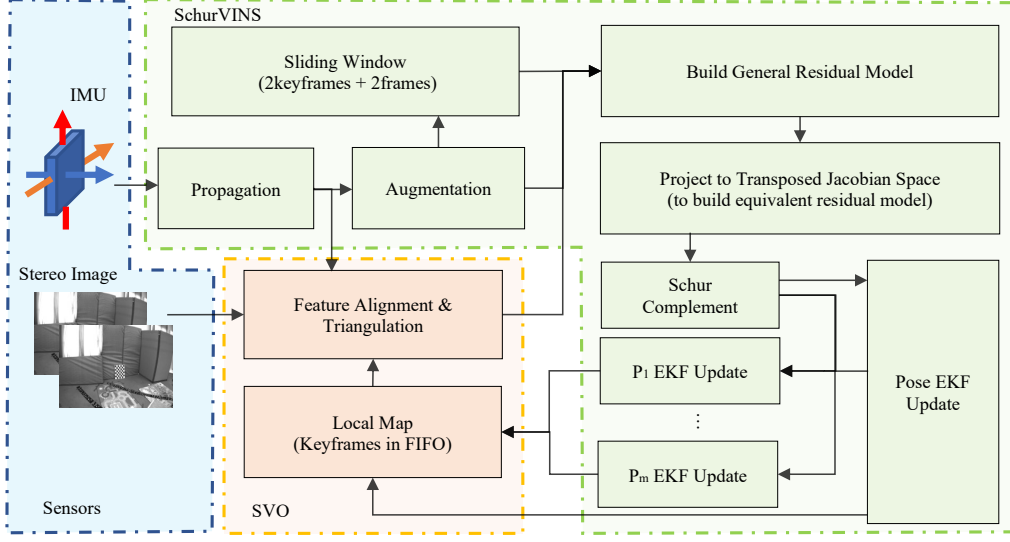 SchurVINS
Sliding Window
(2keyframes + 2frames)
Build General Residual Model
IMU
Propagation
Augmentation
Project to Transposed Jacobian Space
(to build equivalent residual model)
Stereo Image
Feature Alignment &
Triangulation
Schur
Complement
P1 EKF Update
⋮
Pm EKF Update
Pose EKF
Update
Local Map
(Keyframes in FIFO)
Sensors
SVO